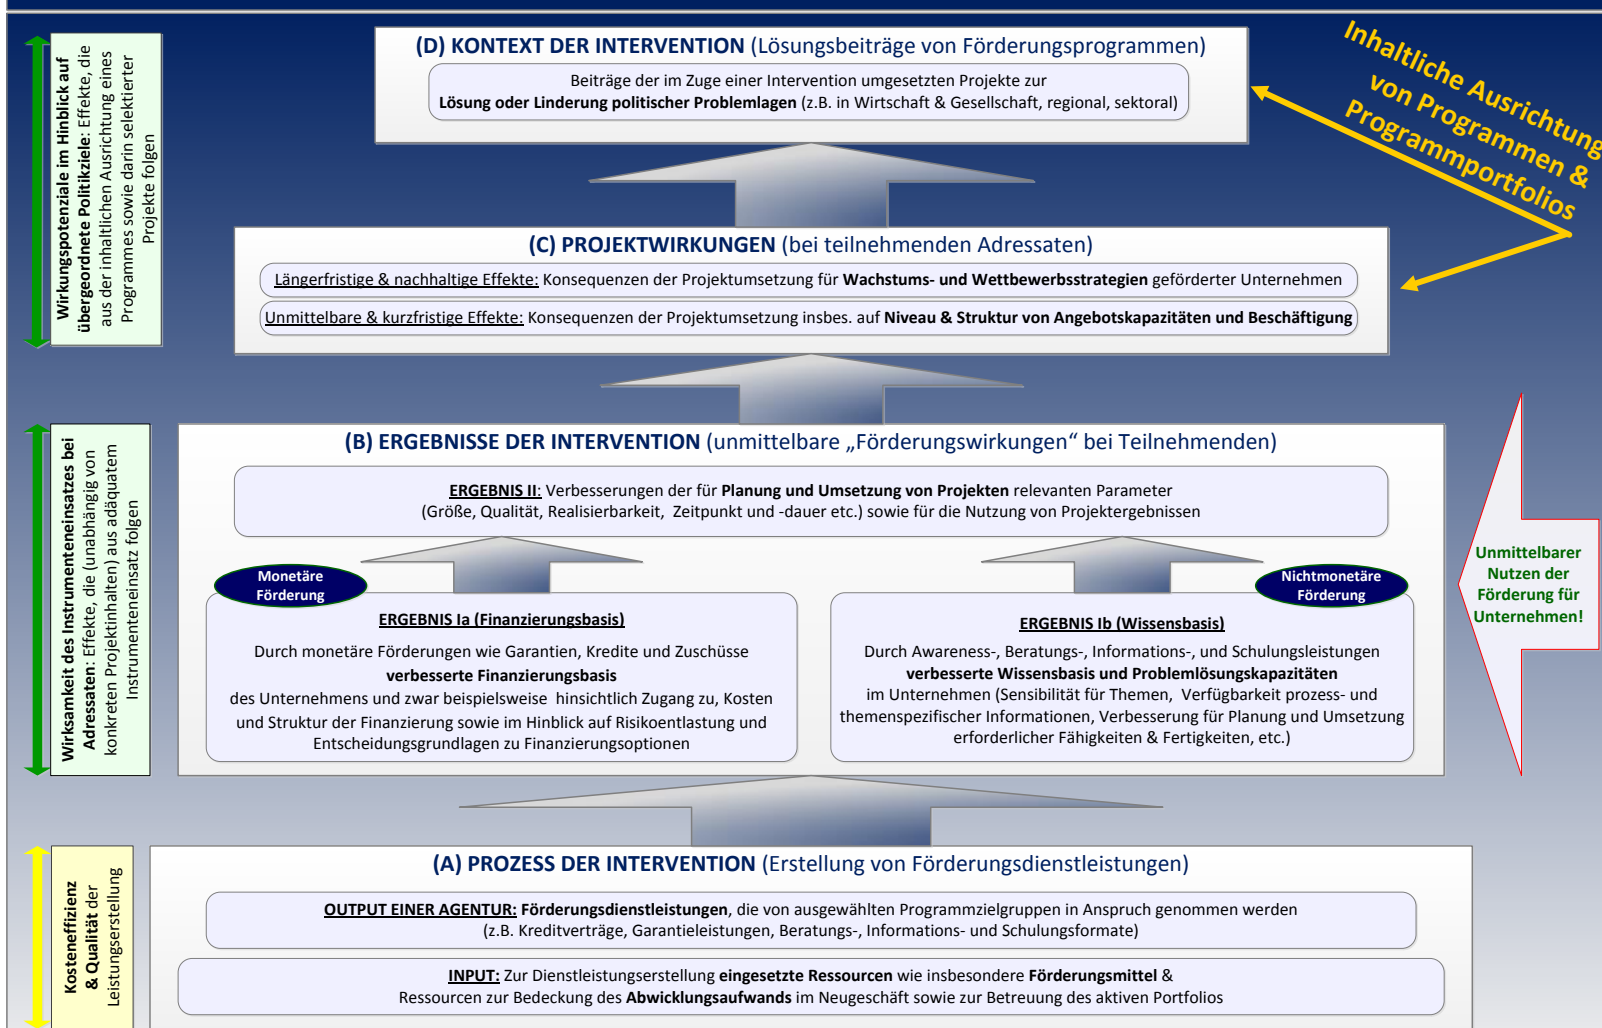 (D) KONTEXT DER INTERVENTION (Lösungsbeiträge von Förderungsprogrammen)
Beiträge der im Zuge einer Intervention umgesetzten Projekte zur
Lösung oder Linderung politischer Problemlagen (z.B. in Wirtschaft & Gesellschaft, regional, sektoral)
Inhaltliche Ausrichtung
von Programmen &
Programmportfolios
Wirkungspotenziale im Hinblick auf
übergeordnete Politikziele: Effekte, die
aus der inhaltlichen Ausrichtung eines
Programmes sowie darin selektierter
Projekte folgen
(C) PROJEKTWIRKUNGEN (bei teilnehmenden Adressaten)
Längerfristige & nachhaltige Effekte: Konsequenzen der Projektumsetzung für Wachstums- und Wettbewerbsstrategien geförderter Unternehmen
Unmittelbare & kurzfristige Effekte: Konsequenzen der Projektumsetzung insbes. auf Niveau & Struktur von Angebotskapazitäten und Beschäftigung
(B) ERGEBNISSE DER INTERVENTION (unmittelbare „Förderungswirkungen“ bei Teilnehmenden)
ERGEBNIS II: Verbesserungen der für Planung und Umsetzung von Projekten relevanten Parameter
(Größe, Qualität, Realisierbarkeit, Zeitpunkt und -dauer etc.) sowie für die Nutzung von Projektergebnissen
Wirksamkeit des Instrumenteneinsatzes bei
Adressaten: Effekte, die (unabhängig von
konkreten Projektinhalten) aus adäquatem
Instrumenteneinsatz folgen
Monetäre
Förderung
ERGEBNIS Ia (Finanzierungsbasis)
Durch monetäre Förderungen wie Garantien, Kredite und Zuschüsse
verbesserte Finanzierungsbasis
des Unternehmens und zwar beispielsweise hinsichtlich Zugang zu, Kosten
und Struktur der Finanzierung sowie im Hinblick auf Risikoentlastung und
Entscheidungsgrundlagen zu Finanzierungsoptionen
Nichtmonetäre
Förderung
ERGEBNIS Ib (Wissensbasis)
Durch Awareness-, Beratungs-, Informations-, und Schulungsleistungen
verbesserte Wissensbasis und Problemlösungskapazitäten
im Unternehmen (Sensibilität für Themen, Verfügbarkeit prozess- und
themenspezifischer Informationen, Verbesserung für Planung und Umsetzung
erforderlicher Fähigkeiten & Fertigkeiten, etc.)
Unmittelbarer
Nutzen der
Förderung für
Unternehmen!
(A) PROZESS DER INTERVENTION (Erstellung von Förderungsdienstleistungen)
OUTPUT EINER AGENTUR: Förderungsdienstleistungen, die von ausgewählten Programmzielgruppen in Anspruch genommen werden
(z.B. Kreditverträge, Garantieleistungen, Beratungs-, Informations- und Schulungsformate)
INPUT: Zur Dienstleistungserstellung eingesetzte Ressourcen wie insbesondere Förderungsmittel &
Ressourcen zur Bedeckung des Abwicklungsaufwands im Neugeschäft sowie zur Betreuung des aktiven Portfolios
Kosteneffizienz
& Qualität der
Leistungserstellung